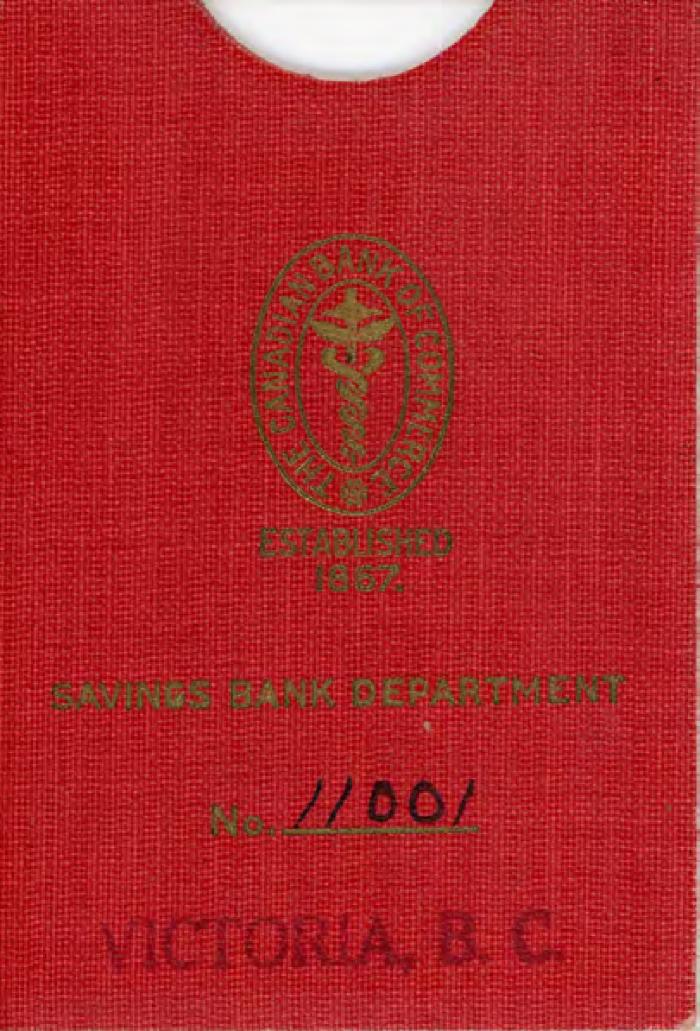 THE CANADIAN BANK OF COMMERCE
ESTABLISHED
1867.
SAVINGS BANK DEPARTMENT
No. 11001
VICTORIA, B. C.